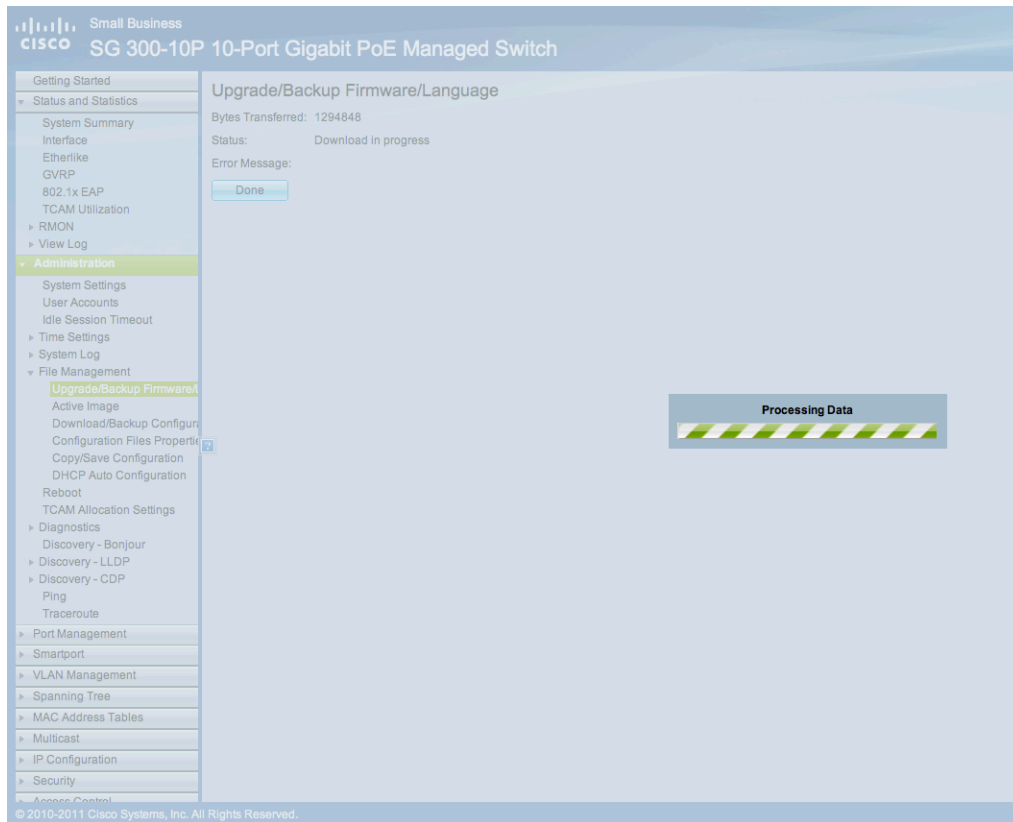 Small Business
CISCO SG 300-10P 10-Port Gigabit PoE Managed Switch
Getting Started
Status and Statistics
System Summary
Interface
Etherlike
GVRP
802.1x EAP
TCAM Utilization
RMON
View Log
Administration
System Settings
User Accounts
Idle Session Timeout
Time Settings
System Log
File Management
Upgrade/Backup Firmware/L
Active Image
Download/Backup Configura
Configuration Files Propertie
Copy/Save Configuration
DHCP Auto Configuration
Reboot
TCAM Allocation Settings
Diagnostics
Discovery - Bonjour
Discovery - LLDP
Discovery - CDP
Ping
Traceroute
Port Management
Smartport
VLAN Management
Spanning Tree
MAC Address Tables
Multicast
IP Configuration
Security
Access Control
Upgrade/Backup Firmware/Language
Bytes Transferred: 1294848
Status: Download in progress
Error Message:
Done
Processing Data
© 2010-2011 Cisco Systems, Inc. All Rights Reserved.